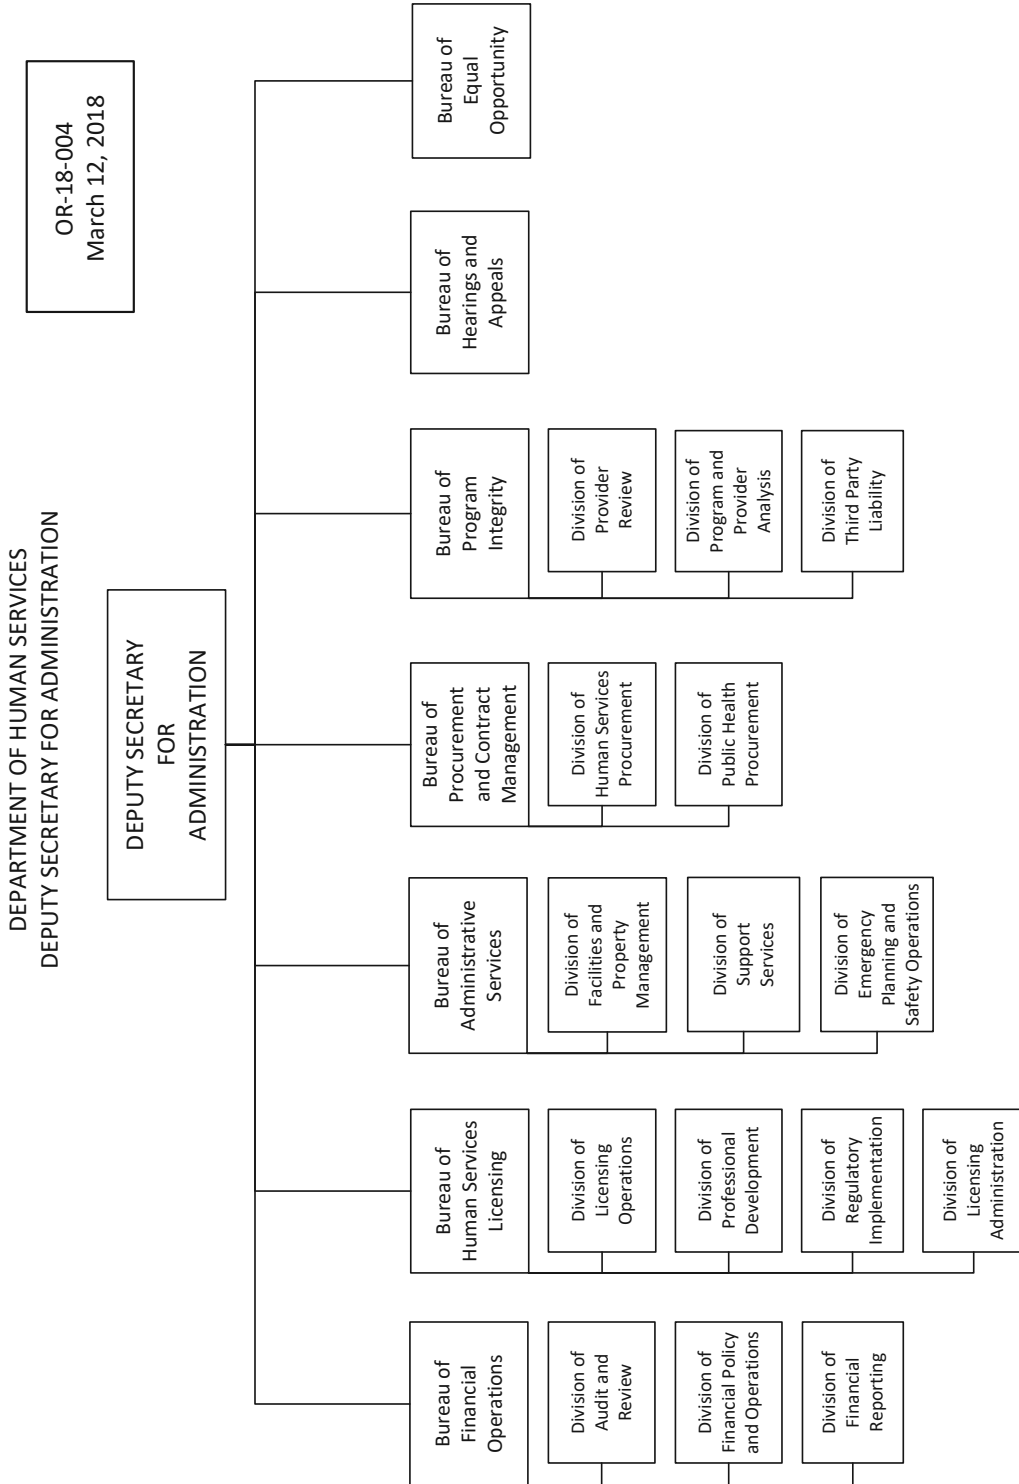 DEPARTMENT OF HUMAN SERVICES
DEPUTY SECRETARY FOR ADMINISTRATION
OR-18-004
March 12, 2018
DEPUTY SECRETARY
FOR
ADMINISTRATION
Bureau of
Financial
Operations
Division of
Audit and
Review
Division of
Financial Policy
and Operations
Division of
Financial
Reporting
Bureau of
Human Services
Licensing
Division of
Licensing
Operations
Division of
Professional
Development
Division of
Regulatory
Implementation
Division of
Licensing
Administration
Bureau of
Administrative
Services
Division of
Facilities and
Property
Management
Division of
Support
Services
Division of
Emergency
Planning and
Safety Operations
Bureau of
Procurement
and Contract
Management
Division of
Human Services
Procurement
Division of
Public Health
Procurement
Bureau of
Program
Integrity
Division of
Provider
Review
Division of
Program and
Provider
Analysis
Division of
Third Party
Liability
Bureau of
Hearings and
Appeals
Bureau of
Equal
Opportunity